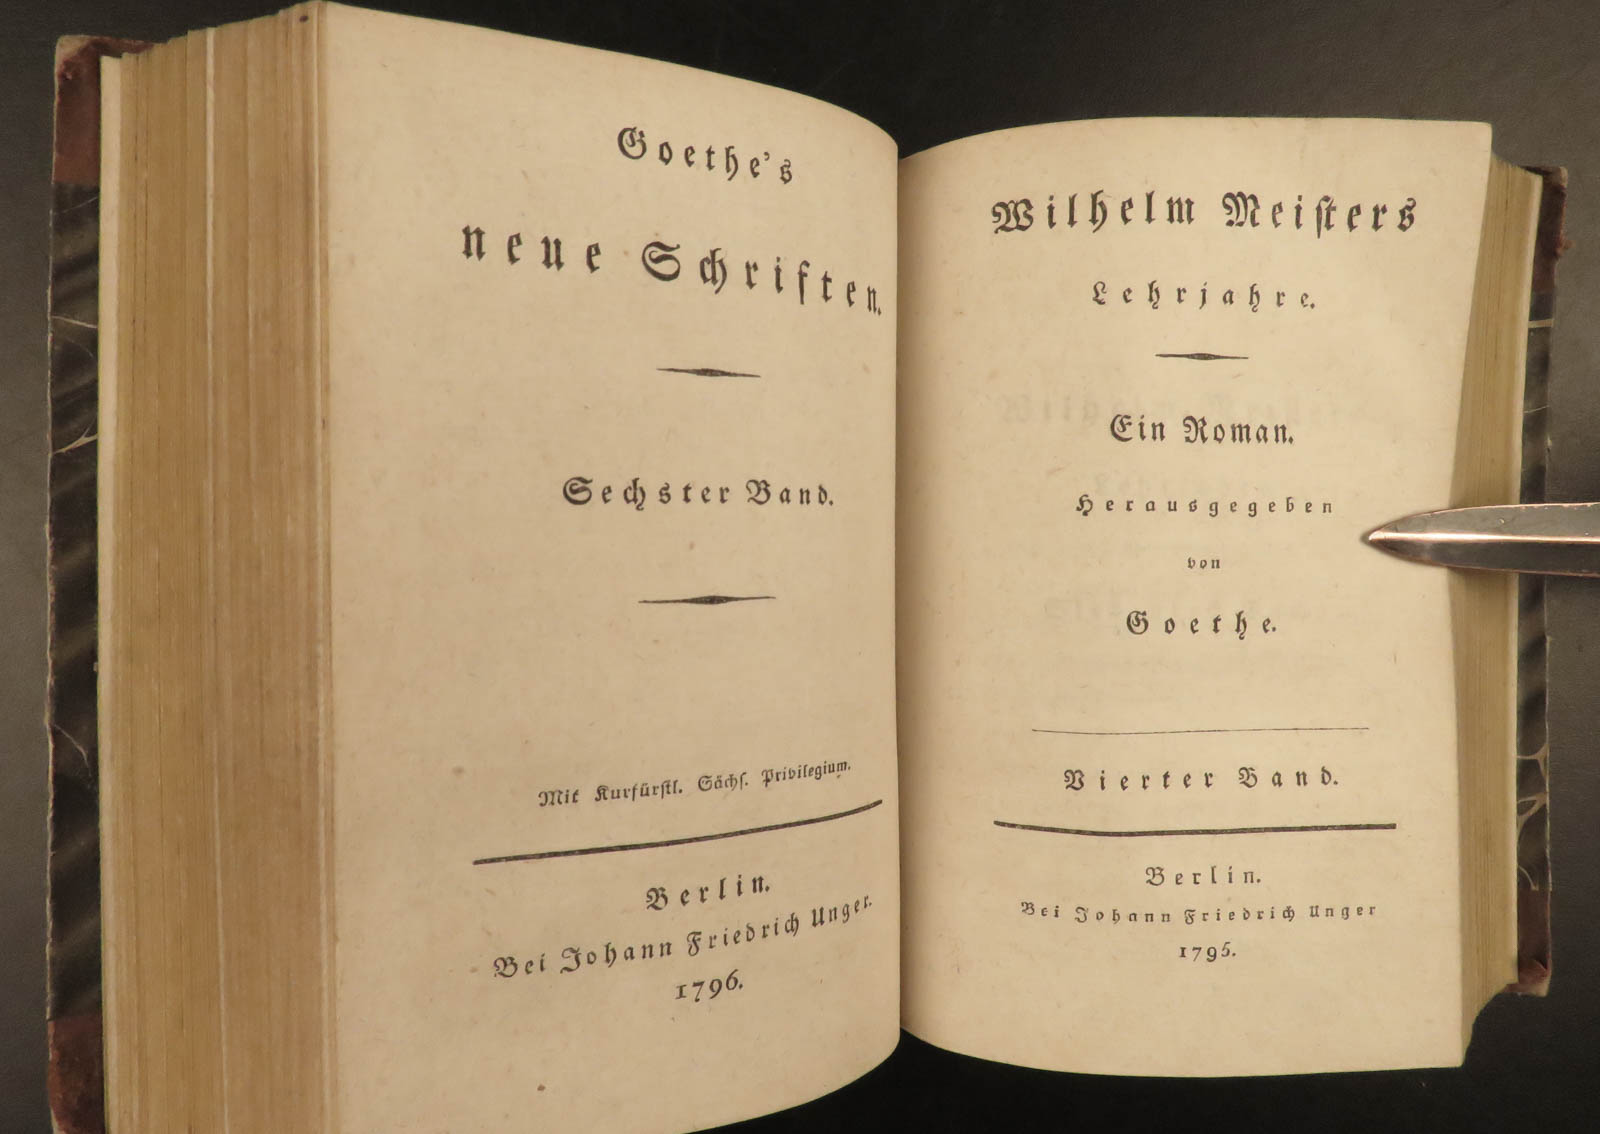 Goethe's
neue Schriften.
Sechster Band.
Mit Kurfürstl. Sächs. Privilegium.
Berlin.
Bei Johann Friedrich Unger.
1796.
Wilhelm Meisters
Lehrjahre.
Ein Roman.
Herausgegeben
von
Goethe.
Vierter Band.
Berlin.
Bei Johann Friedrich Unger
1795.